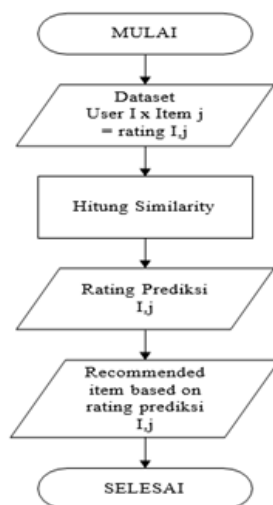 MULAI
Dataset
User I x Item j
= rating I,j
Hitung Similarity
Rating Prediksi
I,j
Recommended
item based on
rating prediksi
I,j
SELESAI